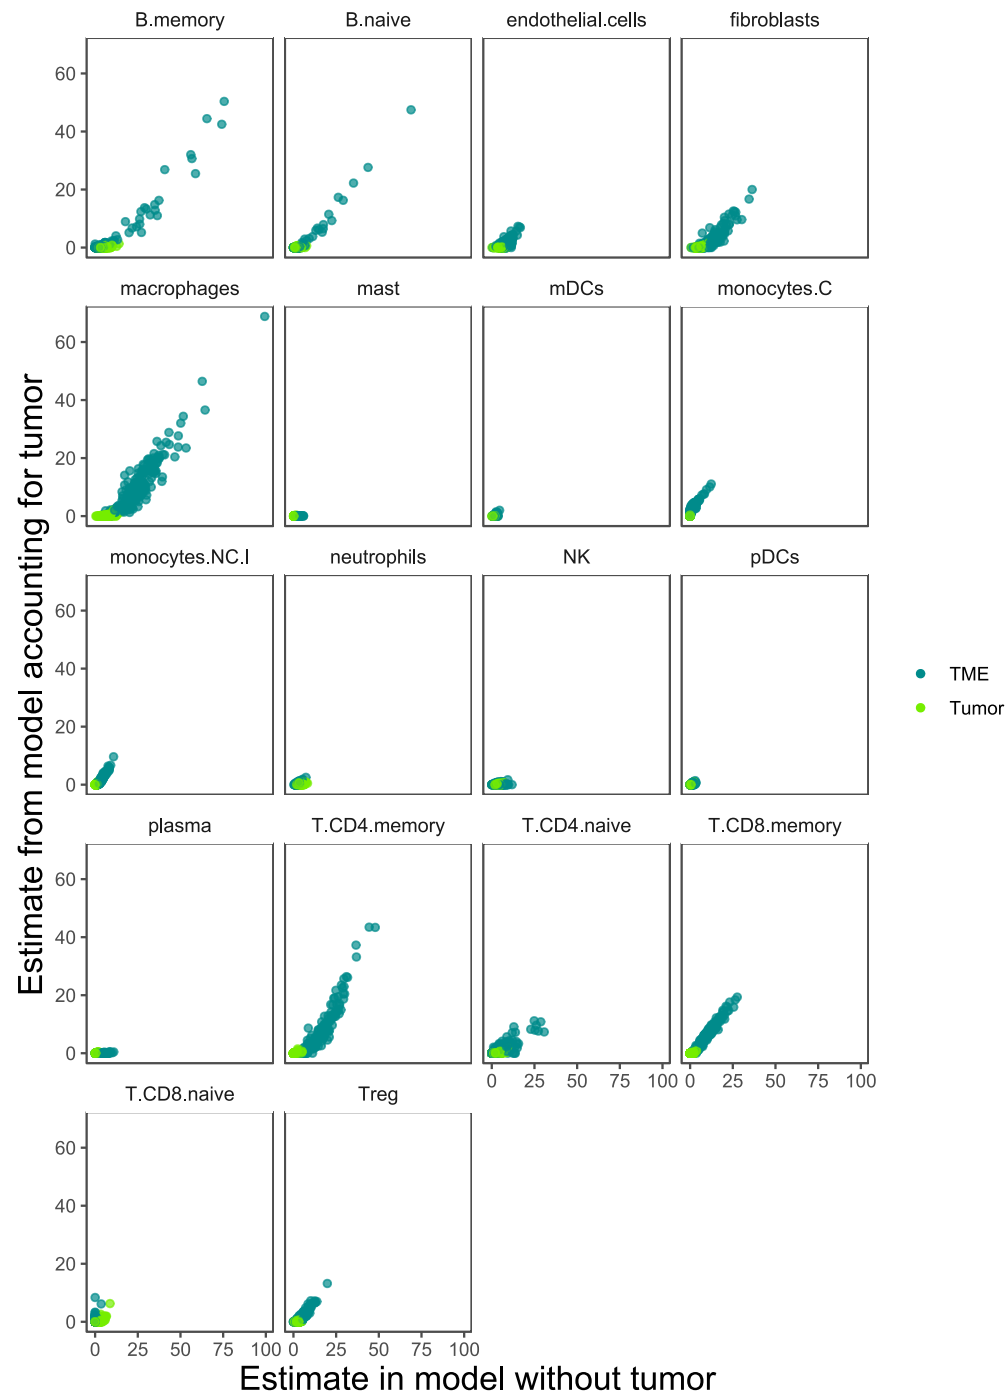 B.memory B.naive endothelial.cells fibroblasts
60
40
20
0
macrophages mast mDCs monocytes.C
60
40
20
0
monocytes.NC.I neutrophils NK pDCs
60
40
20
0
plasma T.CD4.memory T.CD4.naive T.CD8.memory
60
40
20
0
0 25 50 75 100 0 25 50 75 100
T.CD8.naive Treg
60
40
20
0
0 25 50 75 100 0 25 50 75 100
Estimate in model without tumor
Estimate from model accounting for tumor
TME
Tumor